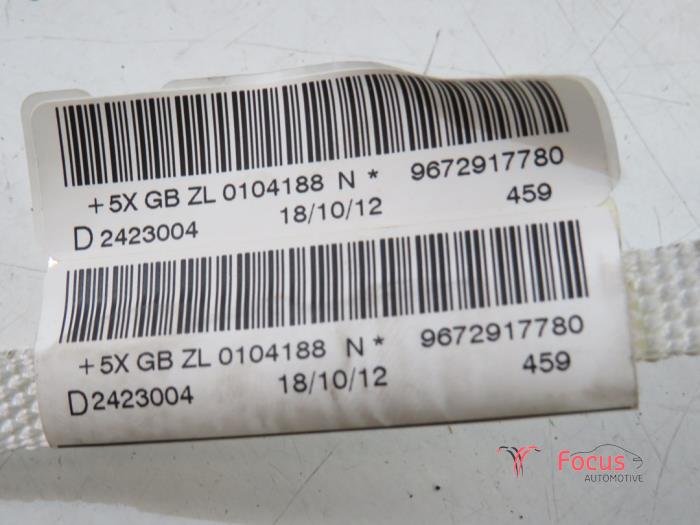 +5X GB ZL 0104188 N * 9672917780
D 2423004 18/10/12 459
+5X GB ZL 0104188 N * 9672917780
D 2423004 18/10/12 459
Focus
AUTOMOTIVE